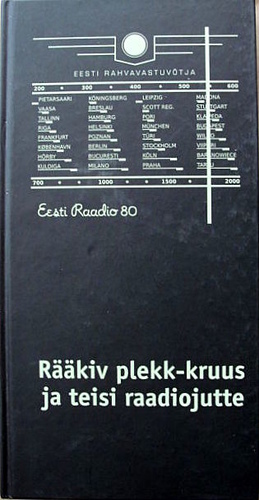 EESTI RAHVAVASTUVÕTJA
200 300 400 500 600
PIETARSAARI KÖNINGSBERG LEIPZIG MADONA
VAASA BRESLAU SCOTT REG. STUTTGART
TALLINN HAMBURG PORI KLAIPEDA
RIGA HELSINKI MÜNCHEN BUDAPEST
FRANKFURT POZNAN TÜRI WILNO
KØBENHAVN BERLIN STOCKHOLM VIIPURI
HÖRBY BUCURESTI KÖLN BARANOWICE
KULDIGA MILANO PRAHA TARTU
700 1000 1500 2000
Eesti Raadio 80
Rääkiv plekk-kruus
ja teisi raadiojutte